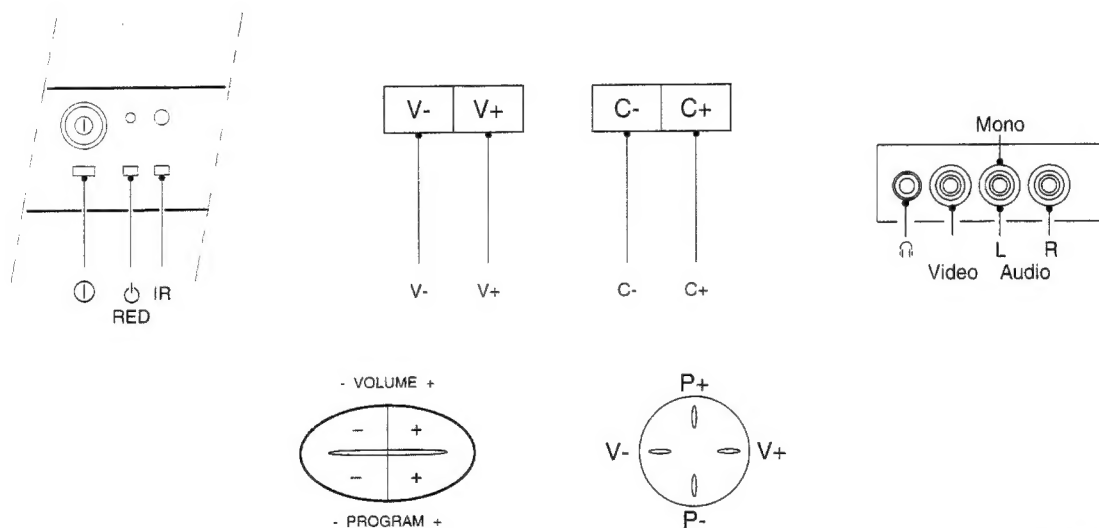 V- V+
C- C+
Mono
V- V+
C- C+
IR
RED
L R
Video Audio
- VOLUME +
- +
- +
- PROGRAM +
P+
V- V+
P-